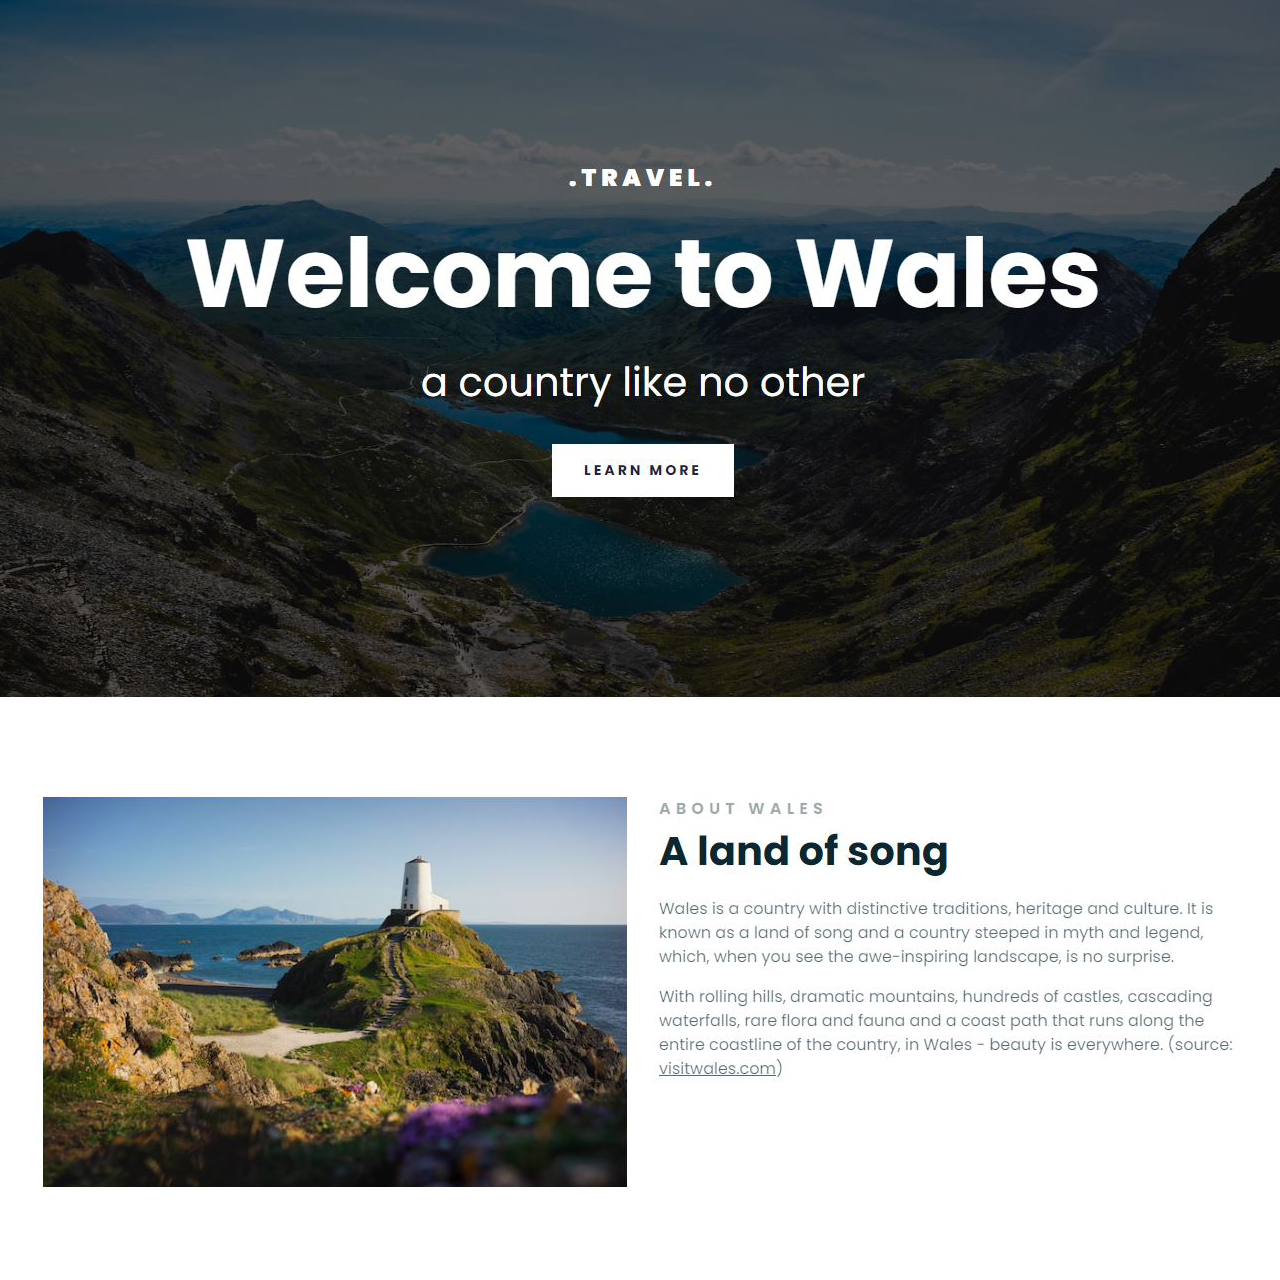 .TRAVEL.
Welcome to Wales
a country like no other
LEARN MORE
ABOUT WALES
A land of song
Wales is a country with distinctive traditions, heritage and culture. It is
known as a land of song and a country steeped in myth and legend,
which, when you see the awe-inspiring landscape, is no surprise.
With rolling hills, dramatic mountains, hundreds of castles, cascading
waterfalls, rare flora and fauna and a coast path that runs along the
entire coastline of the country, in Wales - beauty is everywhere. (source:
visitwales.com)